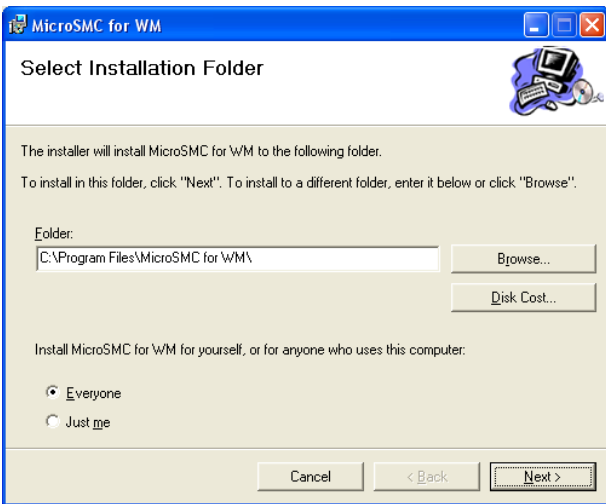 MicroSMC for WM
Select Installation Folder
The installer will install MicroSMC for WM to the following folder.
To install in this folder, click "Next". To install to a different folder, enter it below or click "Browse".
Folder:
C:\Program Files\MicroSMC for WM\
Browse...
Disk Cost...
Install MicroSMC for WM for yourself, or for anyone who uses this computer:
Everyone
Just me
Cancel
< Back
Next >